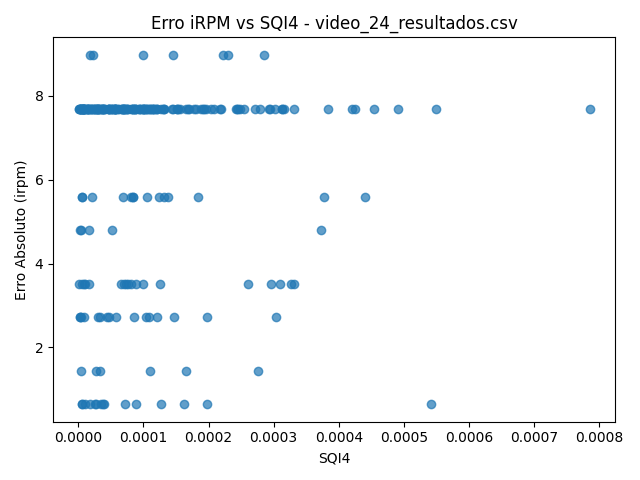 Erro iRPM vs SQI4 - video_24_resultados.csv
Erro Absoluto (irpm)
8
6
4
2
0.0000 0.0001 0.0002 0.0003 0.0004 0.0005 0.0006 0.0007 0.0008
SQI4